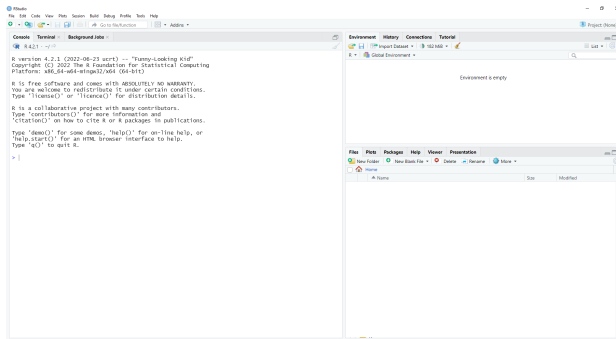 RStudio
File Edit Code View Plots Session Build Debug Profile Tools Help
Go to file/function Addins Project: (None)
Console Terminal Background Jobs
R 4.2.1 · ~/
R version 4.2.1 (2022-06-23 ucrt) -- "Funny-Looking Kid"
Copyright (C) 2022 The R Foundation for Statistical Computing
Platform: x86_64-w64-mingw32/x64 (64-bit)
R is free software and comes with ABSOLUTELY NO WARRANTY.
You are welcome to redistribute it under certain conditions.
Type 'license()' or 'licence()' for distribution details.
R is a collaborative project with many contributors.
Type 'contributors()' for more information and
'citation()' on how to cite R or R packages in publications.
Type 'demo()' for some demos, 'help()' for on-line help, or
'help.start()' for an HTML browser interface to help.
Type 'q()' to quit R.
>
Environment History Connections Tutorial
Import Dataset 102 MiB List
R Global Environment
Environment is empty
Files Plots Packages Help Viewer Presentation
New Folder New Blank File Delete Rename More
Home
Name Size Modified